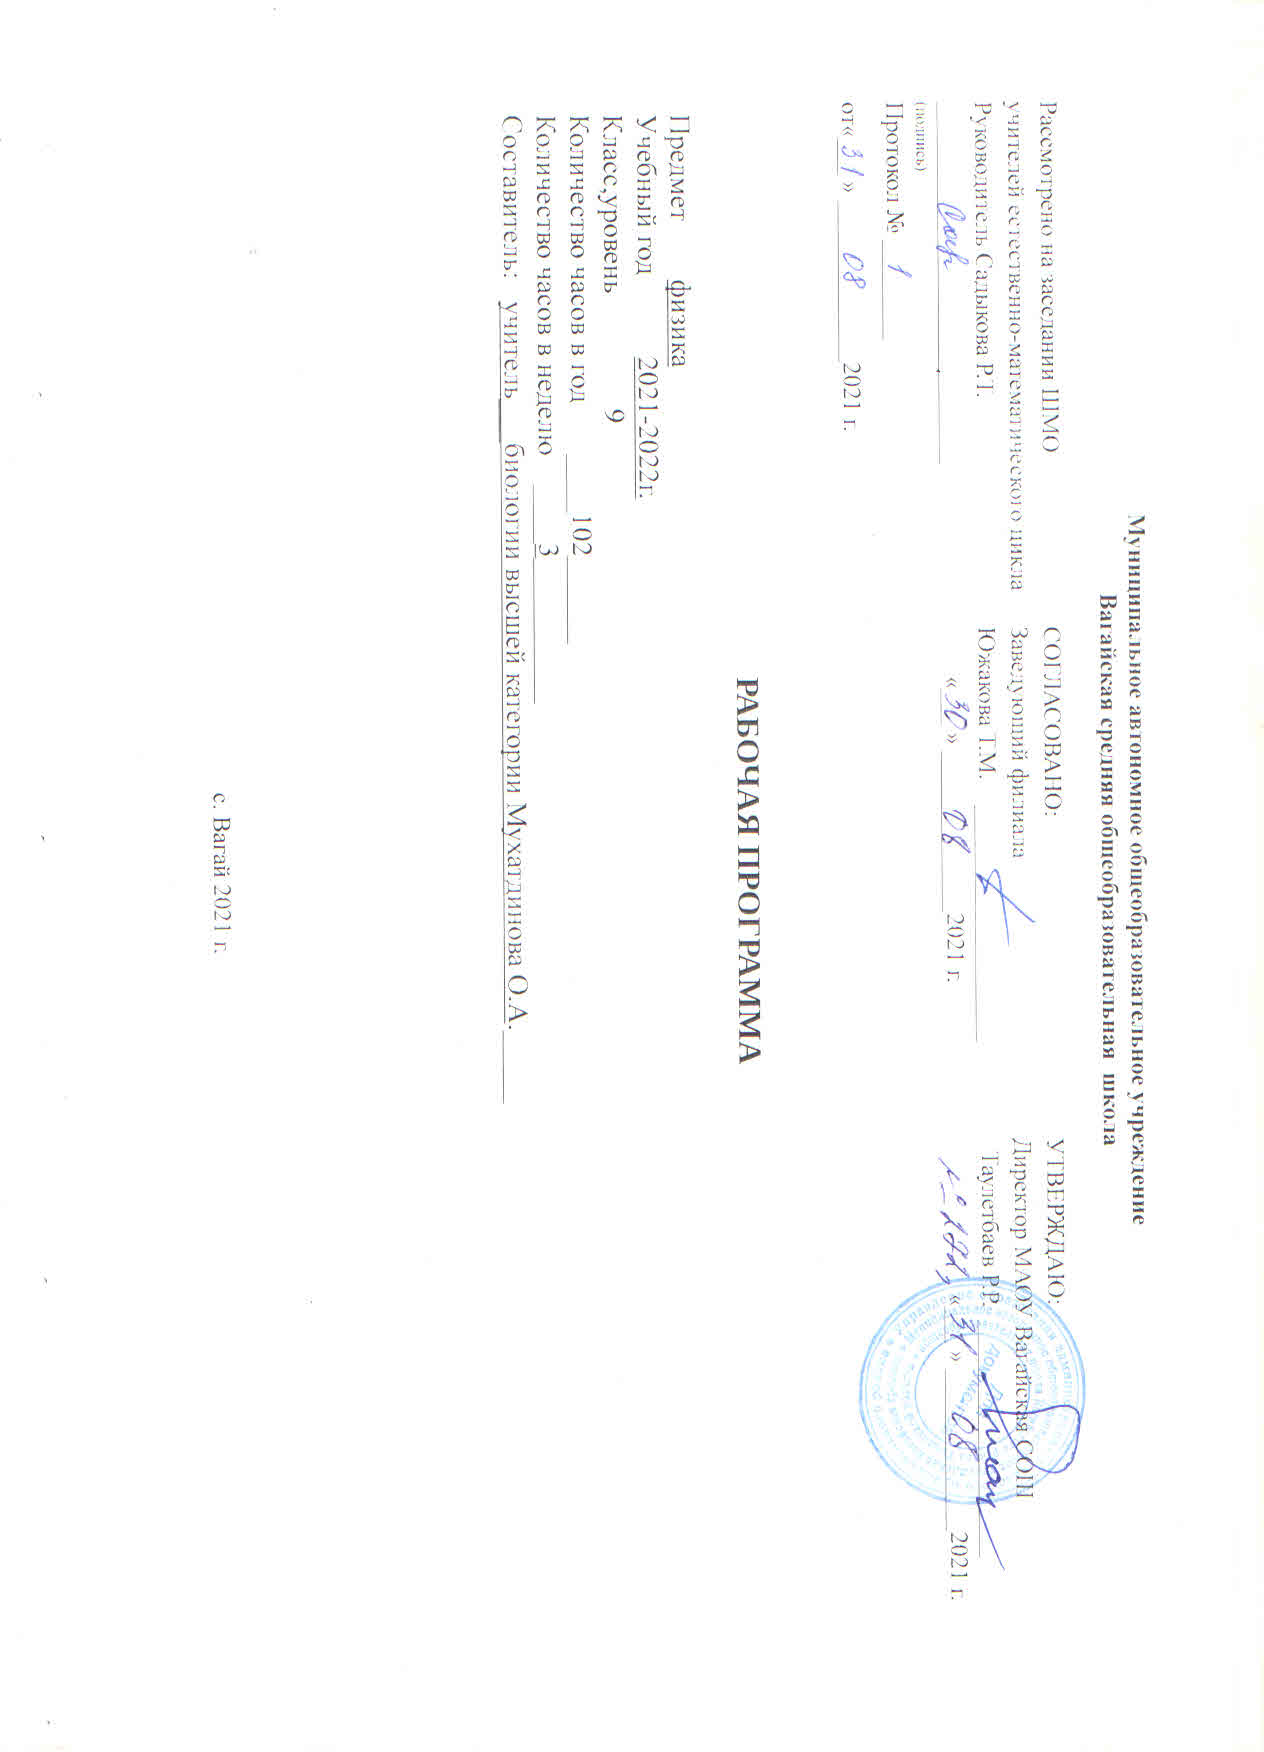 Муниципальное автономное общеобразовательное учреждение
Вагайская средняя общеобразовательная школа
Рассмотрено на заседании ШМО
учителей естественно-математического цикла
Руководитель Садыкова Р.Т.
(подпись)
Протокол № 1
от« 31 » 08 2021 г.
СОГЛАСОВАНО:
Заведующий филиала
Южакова Т.М.
« 30 » 08 2021 г.
УТВЕРЖДАЮ:
Директор МАОУ Вагайская СОШ
Таулетбаев Р.Р.
« 31 » 08 2021 г.
РАБОЧАЯ ПРОГРАММА
Предмет физика
Учебный год 2021-2022г.
Класс,уровень 9
Количество часов в год 102
Количество часов в неделю 3
Составитель: учитель биологии высшей категории Мухатдинова О.А.
с. Вагай 2021 г.